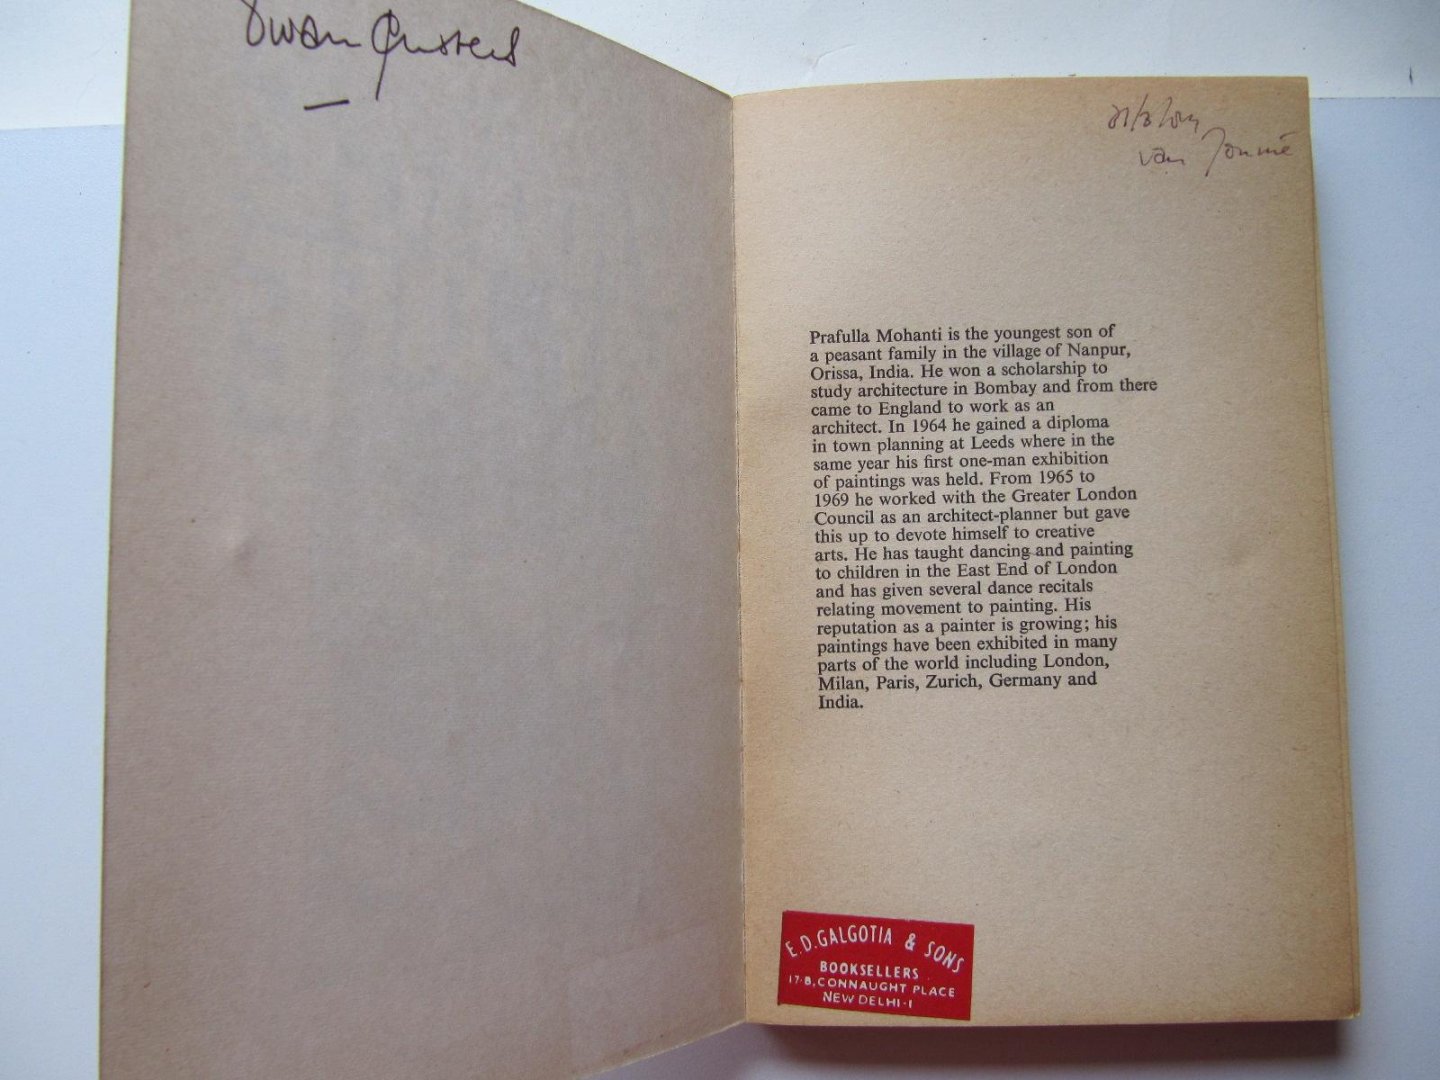 van
Prafulla Mohanti is the youngest son of
a peasant family in the village of Nanpur,
Orissa, India. He won a scholarship to
study architecture in Bombay and from there
came to England to work as an
architect. In 1964 he gained a diploma
in town planning at Leeds where in the
same year his first one-man exhibition
of paintings was held. From 1965 to
1969 he worked with the Greater London
Council as an architect-planner but gave
this up to devote himself to creative
arts. He has taught dancing and painting
to children in the East End of London
and has given several dance recitals
relating movement to painting. His
reputation as a painter is growing; his
paintings have been exhibited in many
parts of the world including London,
Milan, Paris, Zurich, Germany and
India.
E.D. GALGOTIA & SONS
BOOKSELLERS
17-B, CONNAUGHT PLACE
NEW DELHI-1